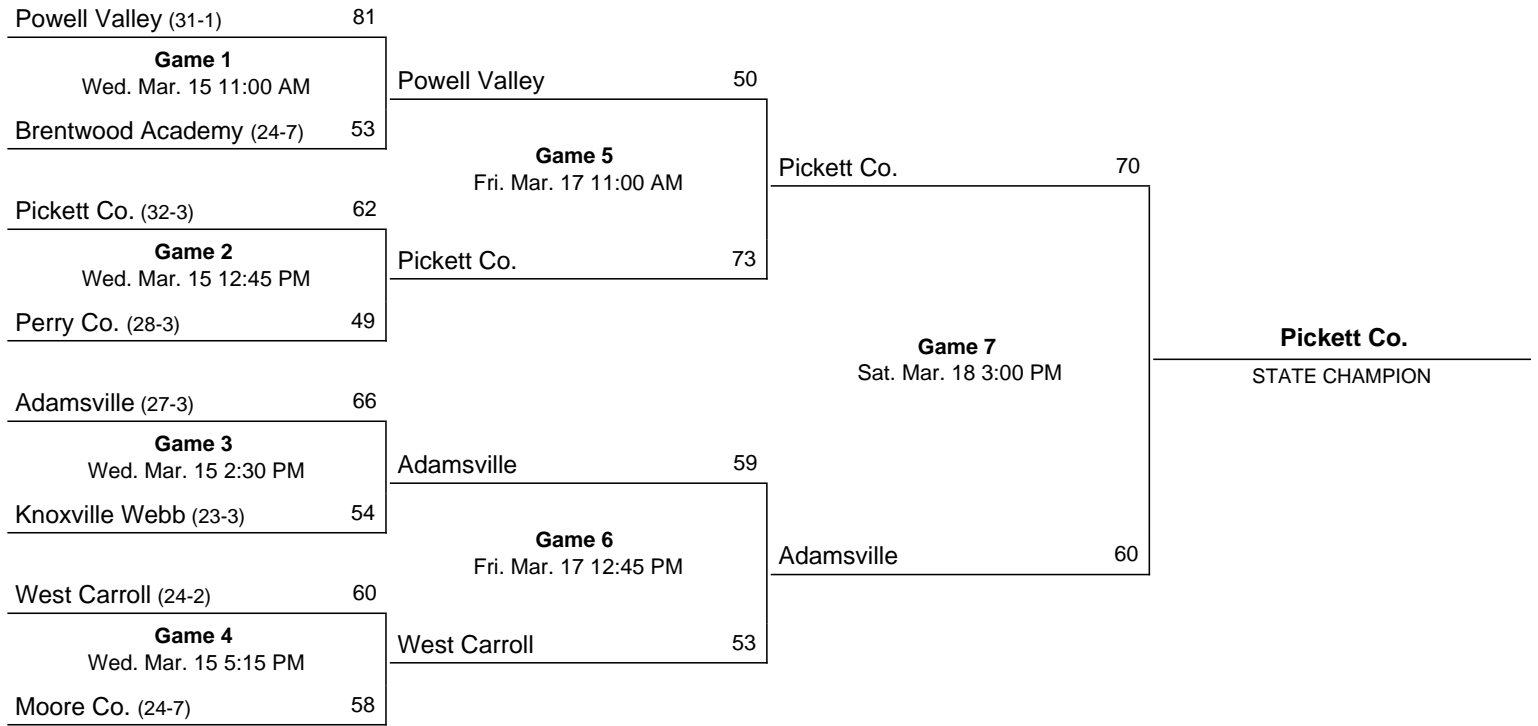 Powell Valley (31-1) 81
Game 1
Wed. Mar. 15 11:00 AM
Brentwood Academy (24-7) 53
Powell Valley 50
Game 5
Fri. Mar. 17 11:00 AM
Pickett Co. 73
Pickett Co. (32-3) 62
Game 2
Wed. Mar. 15 12:45 PM
Perry Co. (28-3) 49
Pickett Co. 70
Game 7
Sat. Mar. 18 3:00 PM
Adamsville 60
Pickett Co.
STATE CHAMPION
Adamsville (27-3) 66
Game 3
Wed. Mar. 15 2:30 PM
Knoxville Webb (23-3) 54
Adamsville 59
Game 6
Fri. Mar. 17 12:45 PM
West Carroll 53
West Carroll (24-2) 60
Game 4
Wed. Mar. 15 5:15 PM
Moore Co. (24-7) 58